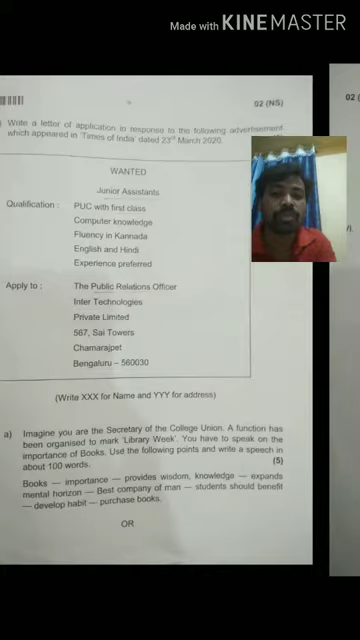 Made with KINEMASTER
02 (NS)
Write a letter of application in response to the following advertisement
which appeared in 'Times of India' dated 23rd March 2020.
WANTED
Junior Assistants
Qualification : PUC with first class
Computer knowledge
Fluency in Kannada
English and Hindi
Experience preferred
Apply to : The Public Relations Officer
Inter Technologies
Private Limited
567, Sai Towers
Chamarajpet
Bengaluru – 560030
(Write XXX for Name and YYY for address)
a) Imagine you are the Secretary of the College Union. A function has
been organised to mark 'Library Week'. You have to speak on the
importance of Books. Use the following points and write a speech in
about 100 words. (5)
Books — importance — provides wisdom, knowledge — expands
mental horizon — Best company of man — students should benefit
— develop habit — purchase books.
OR
02 (